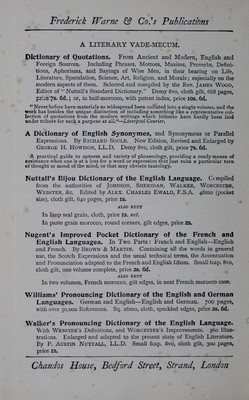 Frederick Warne & Co.'s Publications
A LITERARY VADE-MECUM.
Dictionary of Quotations. From Ancient and Modern, English and
Foreign Sources. Including Phrases, Mottoes, Maxims, Proverbs, Defini-
tions, Aphorisms, and Sayings of Wise Men, in their bearing on Life,
Literature, Speculation, Science, Art, Religion, and Morals; especially on the
modern aspects of them. Selected and compiled by the Rev. JAMES WOOD,
Editor of "Nuttall's Standard Dictionary." Demy 8vo, cloth gilt, 668 pages,
price 7s. 6d.; or, in half-morocco, with patent index, price 10s. 6d.
"Never before have materials so widespread been collated into a single volume, and the
work has besides the unique distinction of including something like a representative col-
lection of quotations from the modern writings which hitherto have hardly been laid
under tribute for such a purpose at all."—Liverpool Courier.
A Dictionary of English Synonyms, and Synonymous or Parallel
Expressions. By RICHARD SOULE. New Edition, Revised and Enlarged by
GEORGE H. HOWISON, LL.D. Demy 8vo, cloth gilt, price 7s. 6d.
A practical guide to aptness and variety of phraseology, providing a ready means of
assistance when one is at a loss for a word or expression that just suits a particular turn
of thought or mood of the mind, or that obviates tautology.
Nuttall's Bijou Dictionary of the English Language. Compiled
from the authorities of JOHNSON, SHERIDAN, WALKER, WORCESTER,
WEBSTER, &c. Edited by ALEX. CHARLES EWALD, F.S.A. 48mo (pocket
size), cloth gilt, 640 pages, price 1s.
ALSO KEPT
In limp seal grain, cloth, price 1s. net.
In paste grain morocco, round corners, gilt edges, price 2s.
Nugent's Improved Pocket Dictionary of the French and
English Languages. In Two Parts: French and English—English
and French. By BROWN & MARTIN. Containing all the words in general
use, the Scotch Expressions and the usual technical terms, the Accentuation
and Pronunciation adapted to the French and English Idioms. Small fcap. 8vo,
cloth gilt, one volume complete, price 2s. 6d.
ALSO KEPT
In two volumes, French morocco, gilt edges, in neat French morocco case.
Williams' Pronouncing Dictionary of the English and German
Languages. German and English—English and German. 700 pages,
with over 30,000 References. Sq. 16mo, cloth, speckled edges, price 2s. 6d.
Walker's Pronouncing Dictionary of the English Language.
With WEBSTER'S Definitions, and WORCESTER'S Improvements. 360 Illus-
trations. Enlarged and adapted to the present state of English Literature.
By P. AUSTIN NUTTALL, LL.D. Small fcap. 8vo, cloth gilt, 300 pages,
price 1s.
Chandos House, Bedford Street, Strand, London